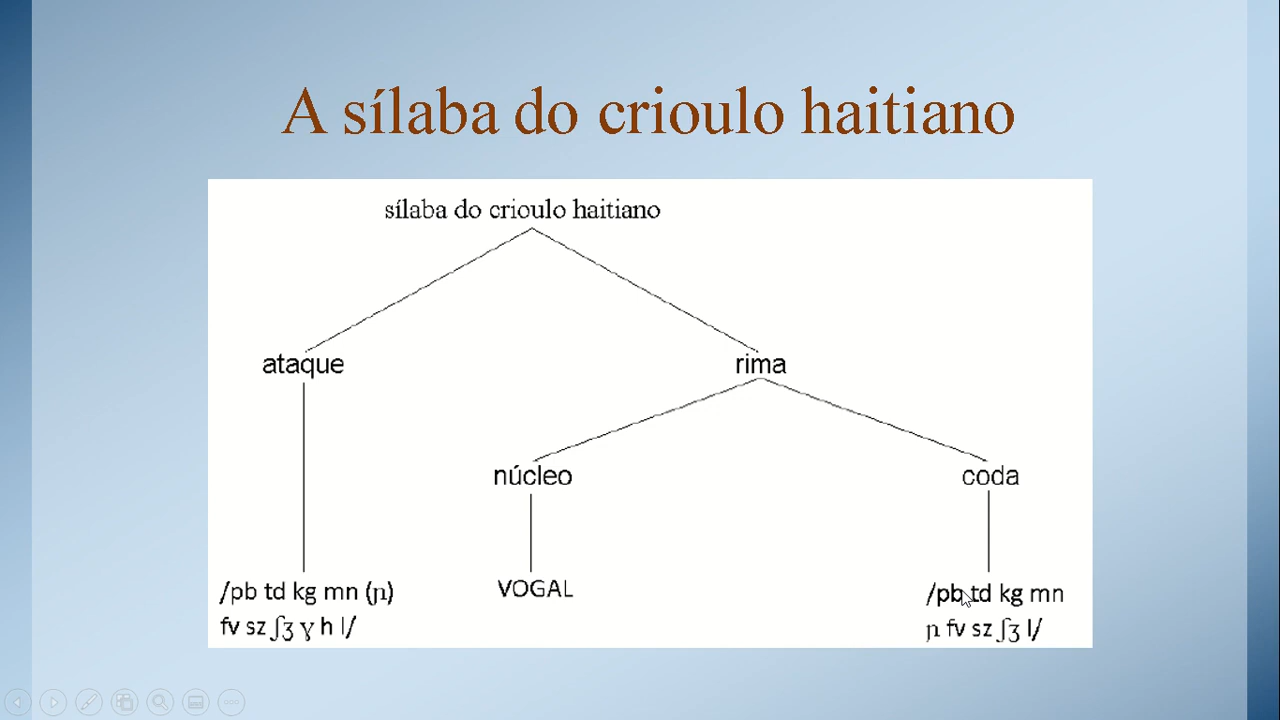 A sílaba do crioulo haitiano
sílaba do crioulo haitiano
ataque
rima
núcleo
coda
/pb td kg mn (ɲ)
fv sz ʃʒ ɣ h l/
VOGAL
/pb td kg mn
ɲ fv sz ʃʒ l/